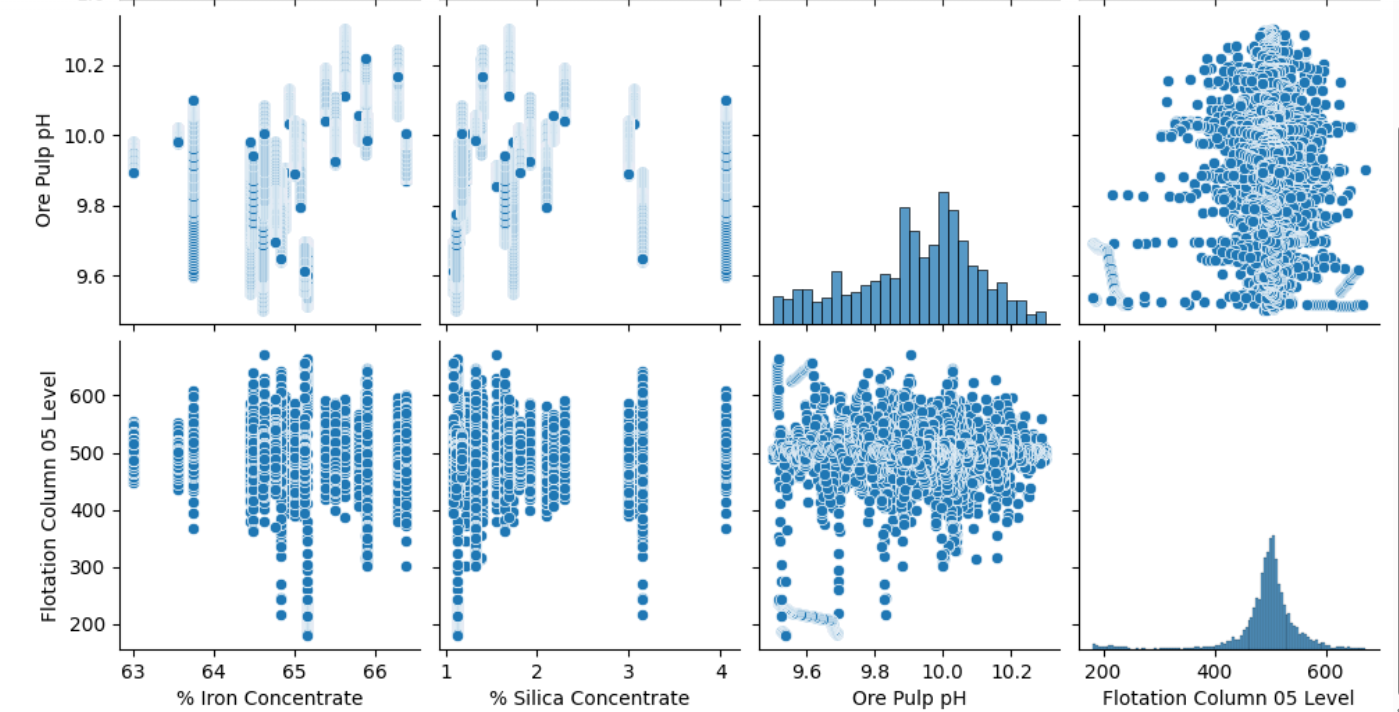 10.2
10.0
9.8
9.6
Ore Pulp pH
600
500
400
300
200
Flotation Column 05 Level
63 64 65 66
% Iron Concentrate
1 2 3 4
% Silica Concentrate
9.6 9.8 10.0 10.2
Ore Pulp pH
200 400 600
Flotation Column 05 Level